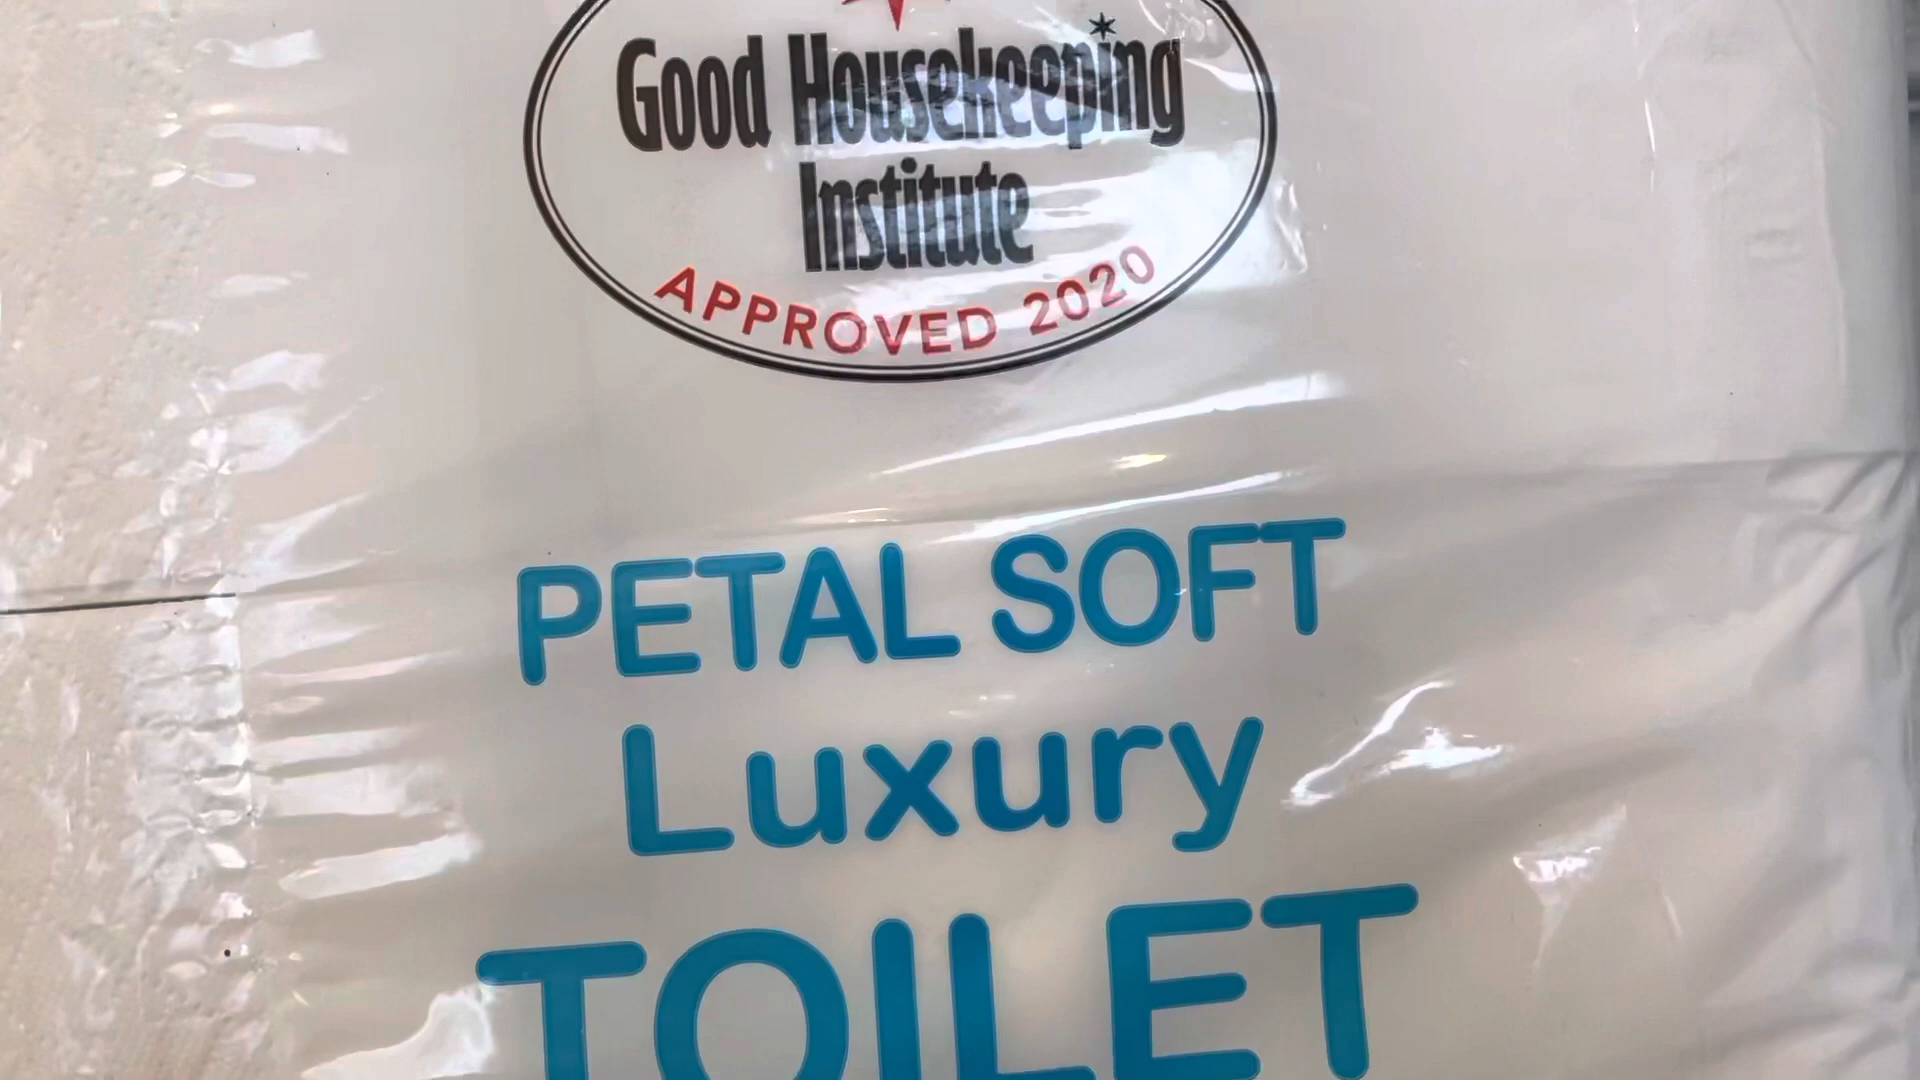 Good Housekeeping
Institute
APPROVED 2020
PETAL SOFT
Luxury
TOILET